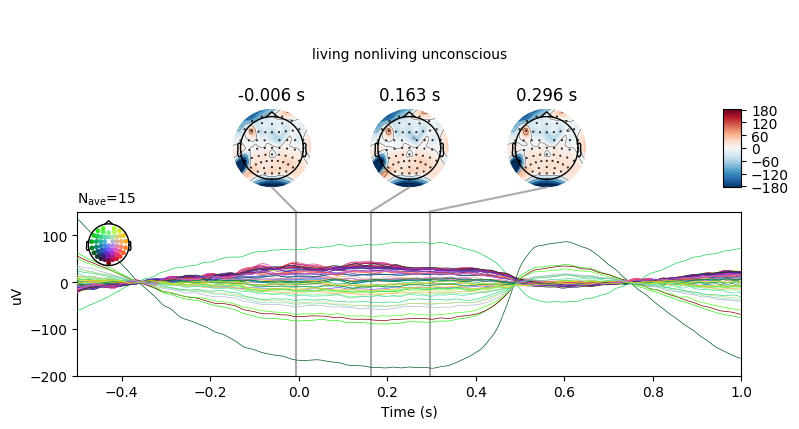 living nonliving unconscious
-0.006 s 0.163 s 0.296 s
180
120
60
0
−60
−120
−180
Nave=15
100
0
−100
−200
uV
−0.4 −0.2 0.0 0.2 0.4 0.6 0.8 1.0
Time (s)